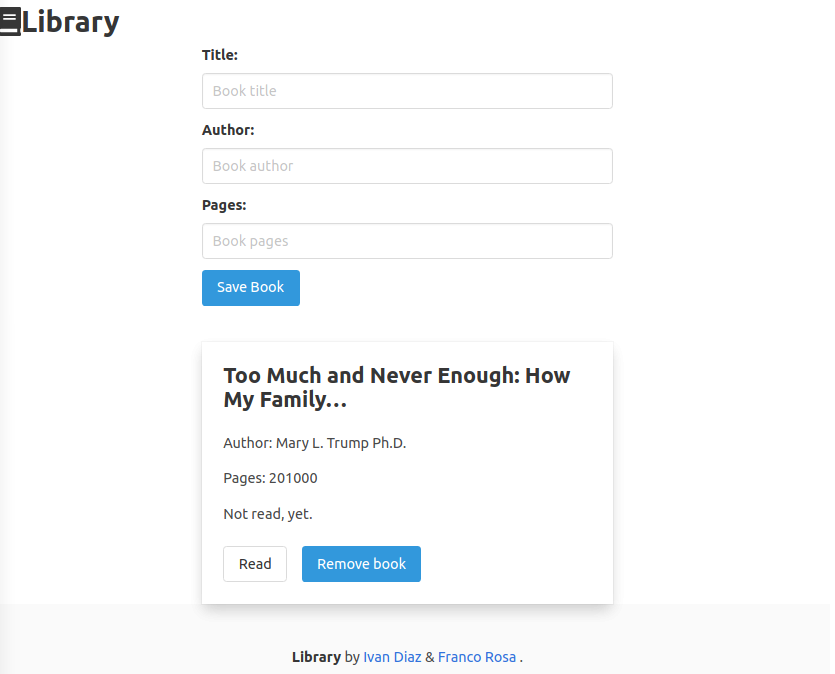 Library
Title:
Book title
Author:
Book author
Pages:
Book pages
Save Book
Too Much and Never Enough: How
My Family…
Author: Mary L. Trump Ph.D.
Pages: 201000
Not read, yet.
Read Remove book
Library by Ivan Diaz & Franco Rosa .